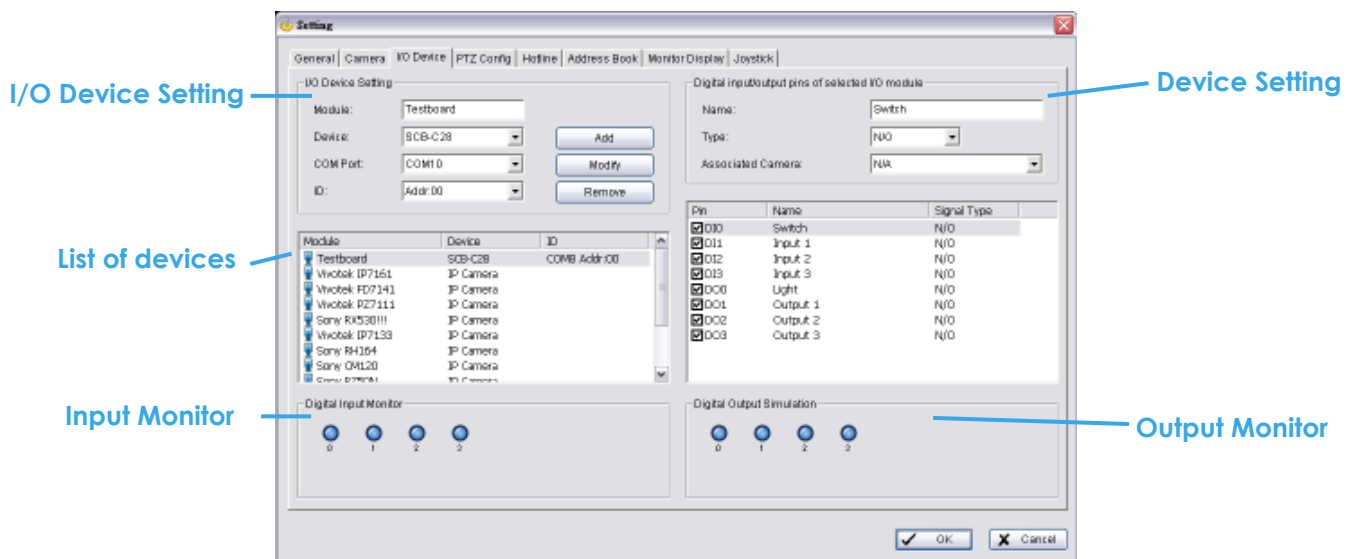 Setting
General Camera I/O Device PTZ Config Hotline Address Book Monitor Display Joystick
I/O Device Setting
I/O Device Setting
Module: Testboard
Device: SCB-C28 Add
COM Port: COM10 Modify
ID: Addr:00 Remove
List of devices
Module Device ID
Testboard SCB-C28 COM8 Addr:00
Vivotek IP7161 IP Camera
Vivotek FD7141 IP Camera
Vivotek PZ7111 IP Camera
Sony RX530!!! IP Camera
Vivotek IP7133 IP Camera
Sony RH164 IP Camera
Sony CM120 IP Camera
Input Monitor
Digital Input Monitor
0 1 2 3
Device Setting
Digital input/output pins of selected I/O module
Name: Switch
Type: N/O
Associated Camera: N/A
Pin Name Signal Type
DI0 Switch N/O
DI1 Input 1 N/O
DI2 Input 2 N/O
DI3 Input 3 N/O
DO0 Light N/O
DO1 Output 1 N/O
DO2 Output 2 N/O
DO3 Output 3 N/O
Digital Output Simulation
0 1 2 3
Output Monitor
OK Cancel